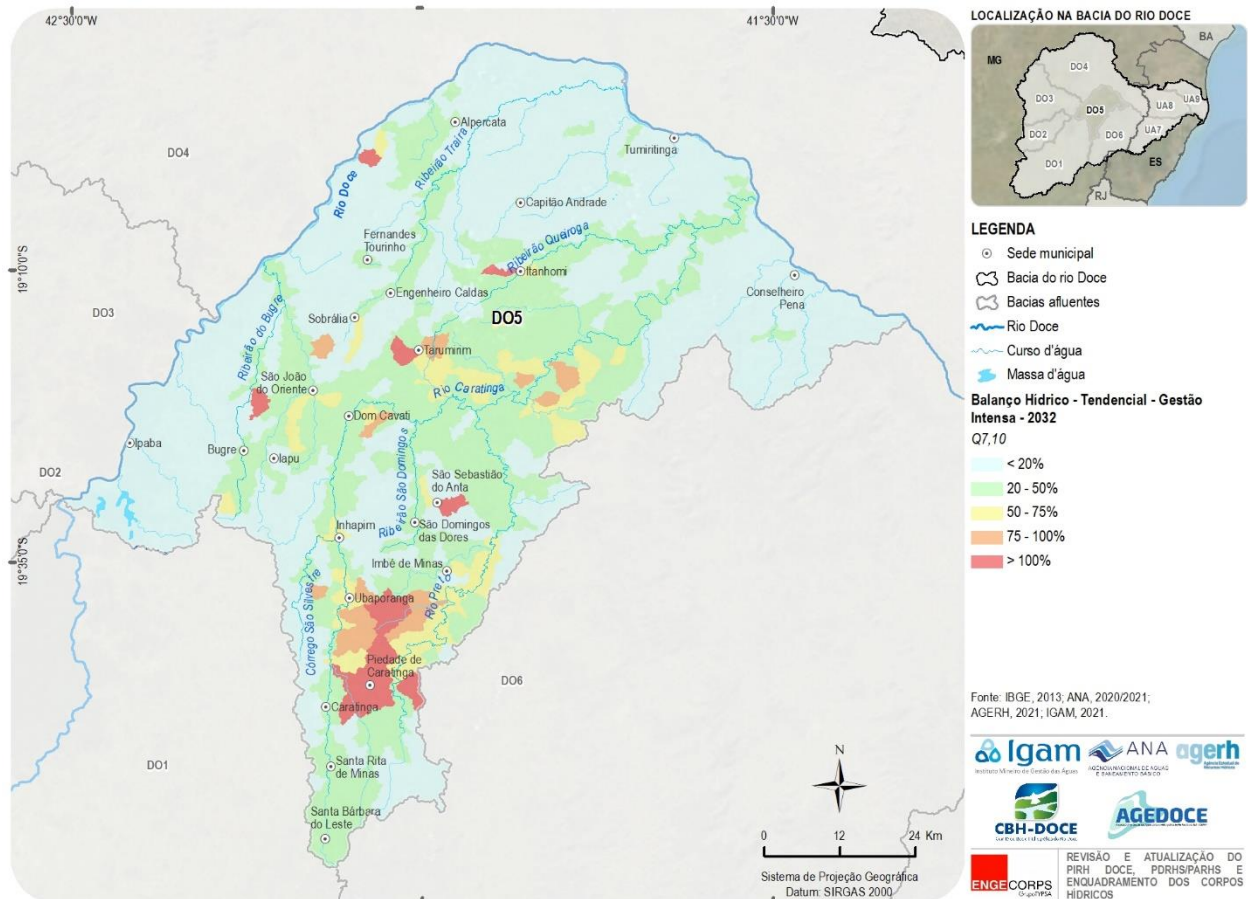 42°30'0"W
41°30'0"W
19°10'0"S
19°35'0"S
DO4
DO3
DO2
DO1
DO6
DO5
Alpercata
Tumiritinga
Ribeirão Traíra
Rio Doce
Capitão Andrade
Fernandes
Tourinho
Ribeirão Queiroga
Itanhomi
Engenheiro Caldas
Conselheiro
Pena
Sobrália
Ribeirão do Bugre
Tarumirim
São João
do Oriente
Rio Caratinga
Dom Cavati
Ipaba
Bugre
Iapu
Ribeirão São Domingos
São Sebastião
do Anta
São Domingos
das Dores
Inhapim
Imbé de Minas
Córrego São Silvestre
Ubaporanga
Rio Preto
Piedade de
Caratinga
Caratinga
Santa Rita
de Minas
Santa Bárbara
do Leste
N
0 12 24 Km
Sistema de Projeção Geográfica
Datum: SIRGAS 2000
LOCALIZAÇÃO NA BACIA DO RIO DOCE
BA
MG
DO4
DO3
DO5
UA8
UA9
DO2
DO6
UA7
DO1
ES
RJ
LEGENDA
Sede municipal
Bacia do rio Doce
Bacias afluentes
Rio Doce
Curso d'água
Massa d'água
Balanço Hídrico - Tendencial - Gestão
Intensa - 2032
Q7,10
< 20%
20 - 50%
50 - 75%
75 - 100%
> 100%
Fonte: IBGE, 2013; ANA, 2020/2021;
AGERH, 2021; IGAM, 2021.
Igam
Instituto Mineiro de Gestão das Águas
ANA
AGÊNCIA NACIONAL DE ÁGUAS
E SANEAMENTO BÁSICO
agerh
CBH-DOCE
AGEDOCE
ENGECORPS
GrupoTYPSA
REVISÃO E ATUALIZAÇÃO DO
PIRH DOCE, PDRHS/PARHS E
ENQUADRAMENTO DOS CORPOS
HÍDRICOS